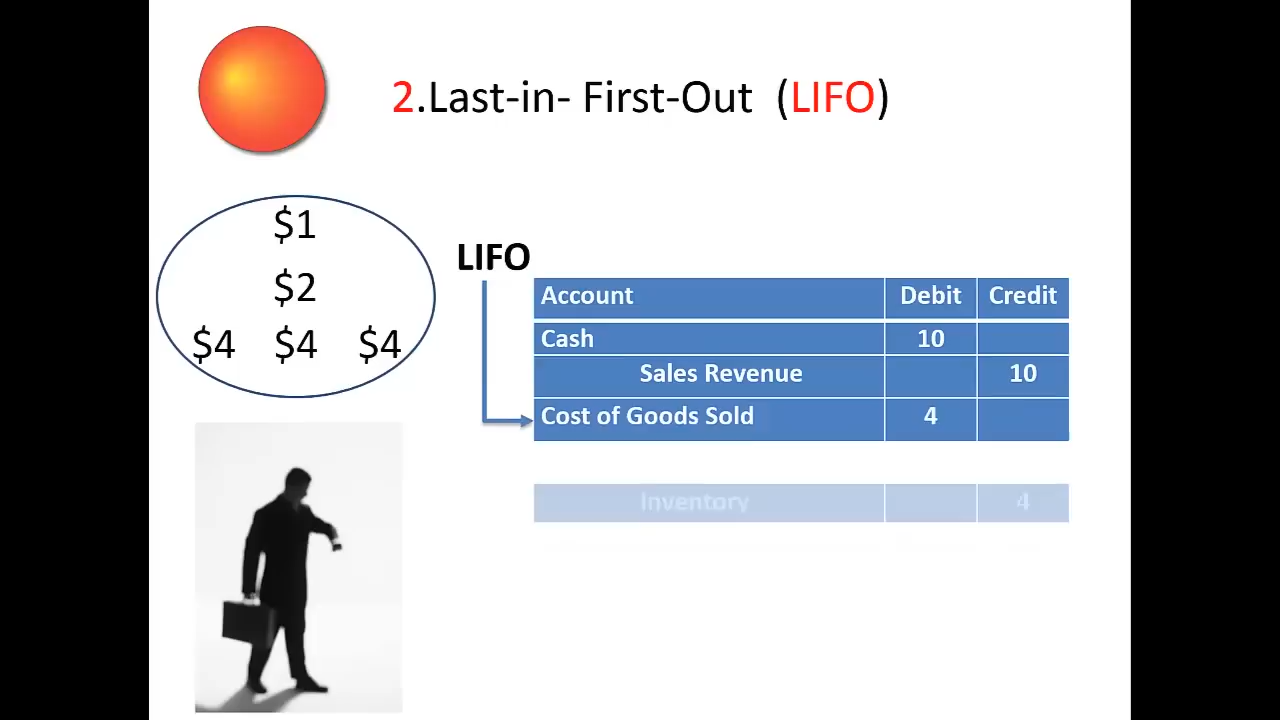 2.Last-in- First-Out (LIFO)
$1
$2
$4 $4 $4
LIFO
Account Debit Credit
Cash 10
Sales Revenue 10
Cost of Goods Sold 4
Inventory 4